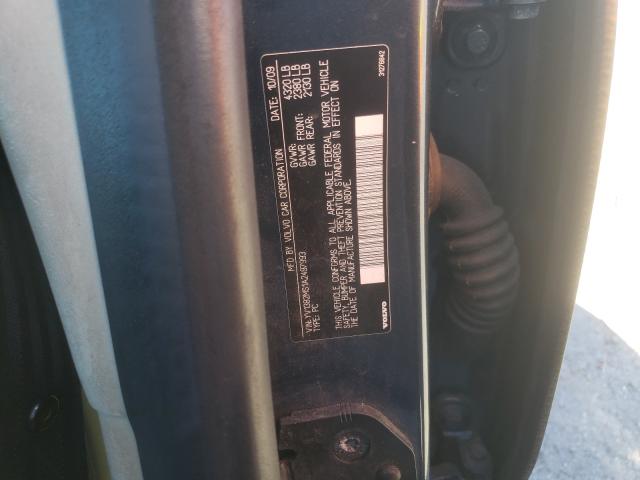 MFD BY VOLVO CAR CORPORATION DATE: 10/09
GVWR: 4320 LB
GAWR FRONT: 2380 LB
GAWR REAR: 2130 LB
TYPE: PC
THIS VEHICLE CONFORMS TO ALL APPLICABLE FEDERAL MOTOR VEHICLE
SAFETY, BUMPER AND THEFT PREVENTION STANDARDS IN EFFECT ON
THE DATE OF MANUFACTURE SHOWN ABOVE.
VOLVO
31276842